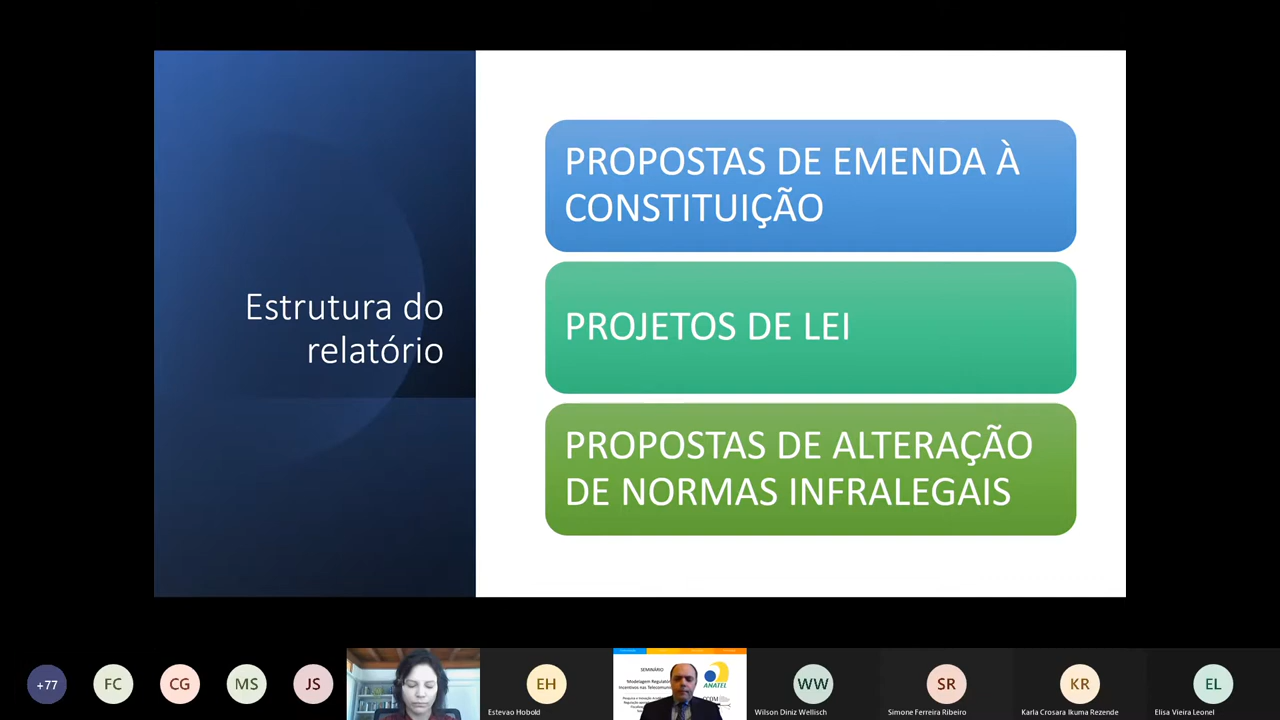 Estrutura do
relatório
PROPOSTAS DE EMENDA À
CONSTITUIÇÃO
PROJETOS DE LEI
PROPOSTAS DE ALTERAÇÃO
DE NORMAS INFRALEGAIS
+77
FC
CG
MS
JS
EH
Estevao Hobold
SEMINÁRIO
Incentivos nas
ANATEL
WW
Wilson Diniz Wellisch
SR
Simone Ferreira Ribeiro
KR
Karla Crosara Ikuma Rezende
EL
Elisa Vieira Leonel